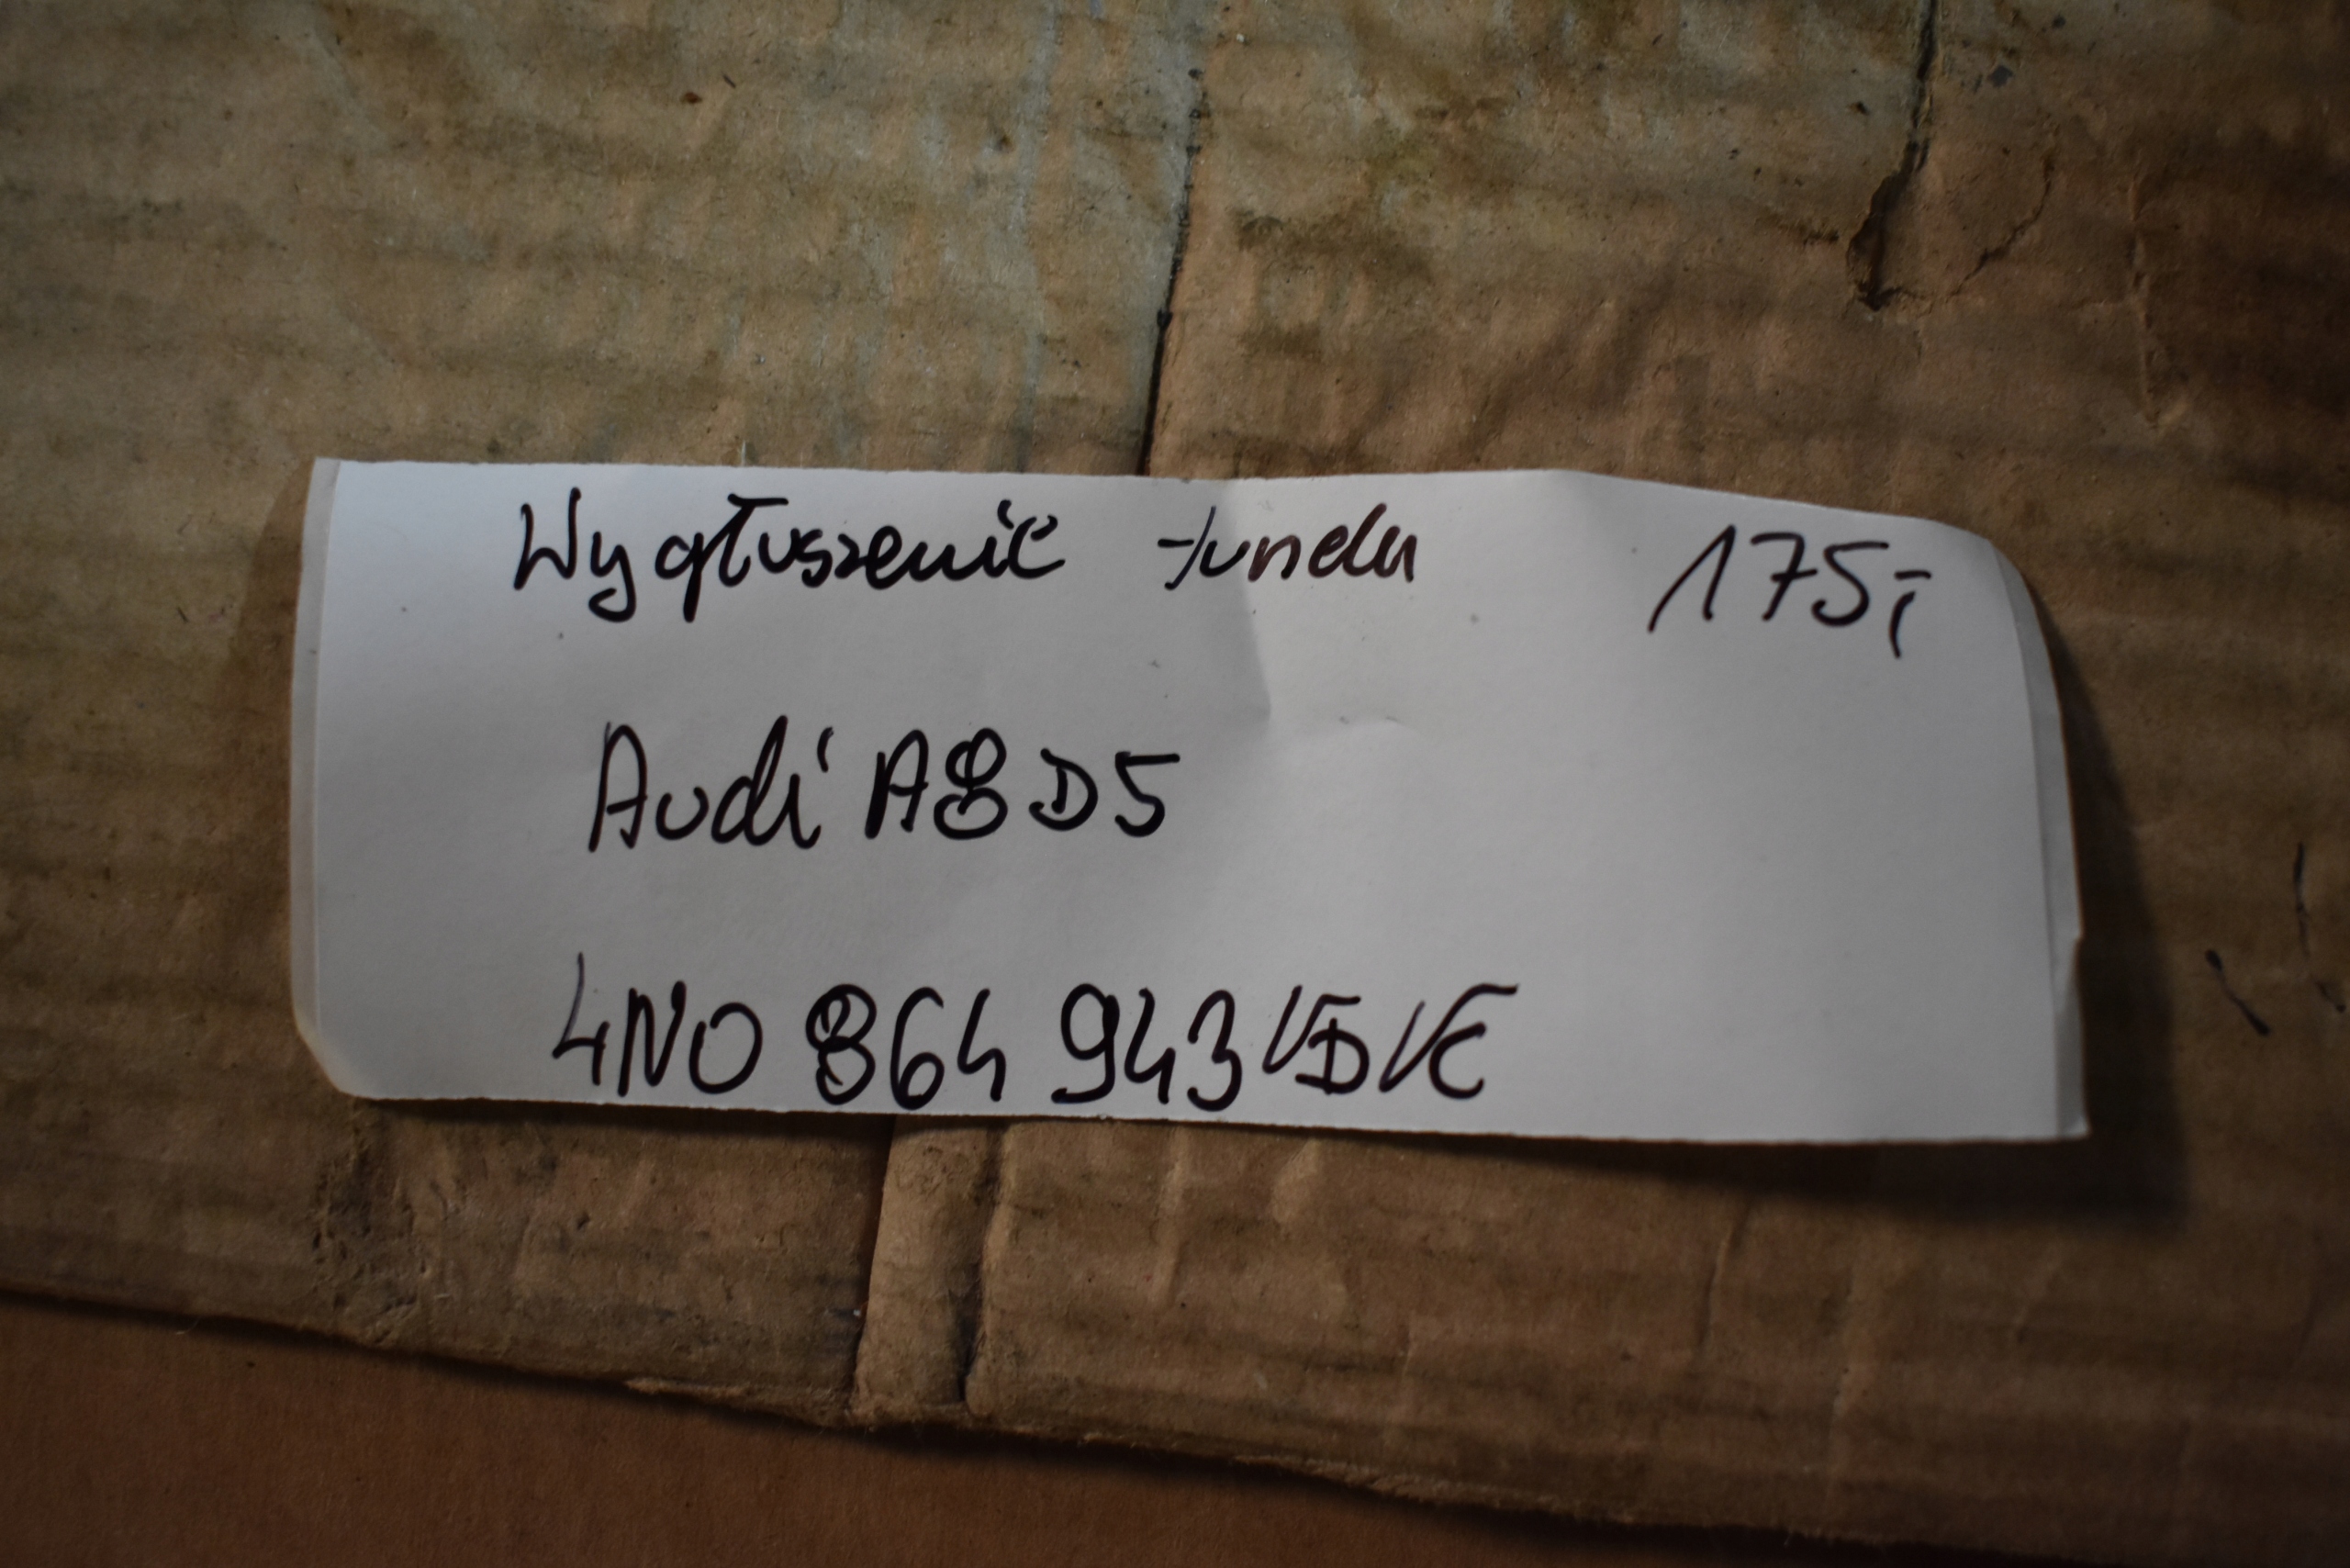 Wygłuszenie tunelu 175,-
Audi A8 D5
4N0 864 943 \D\E